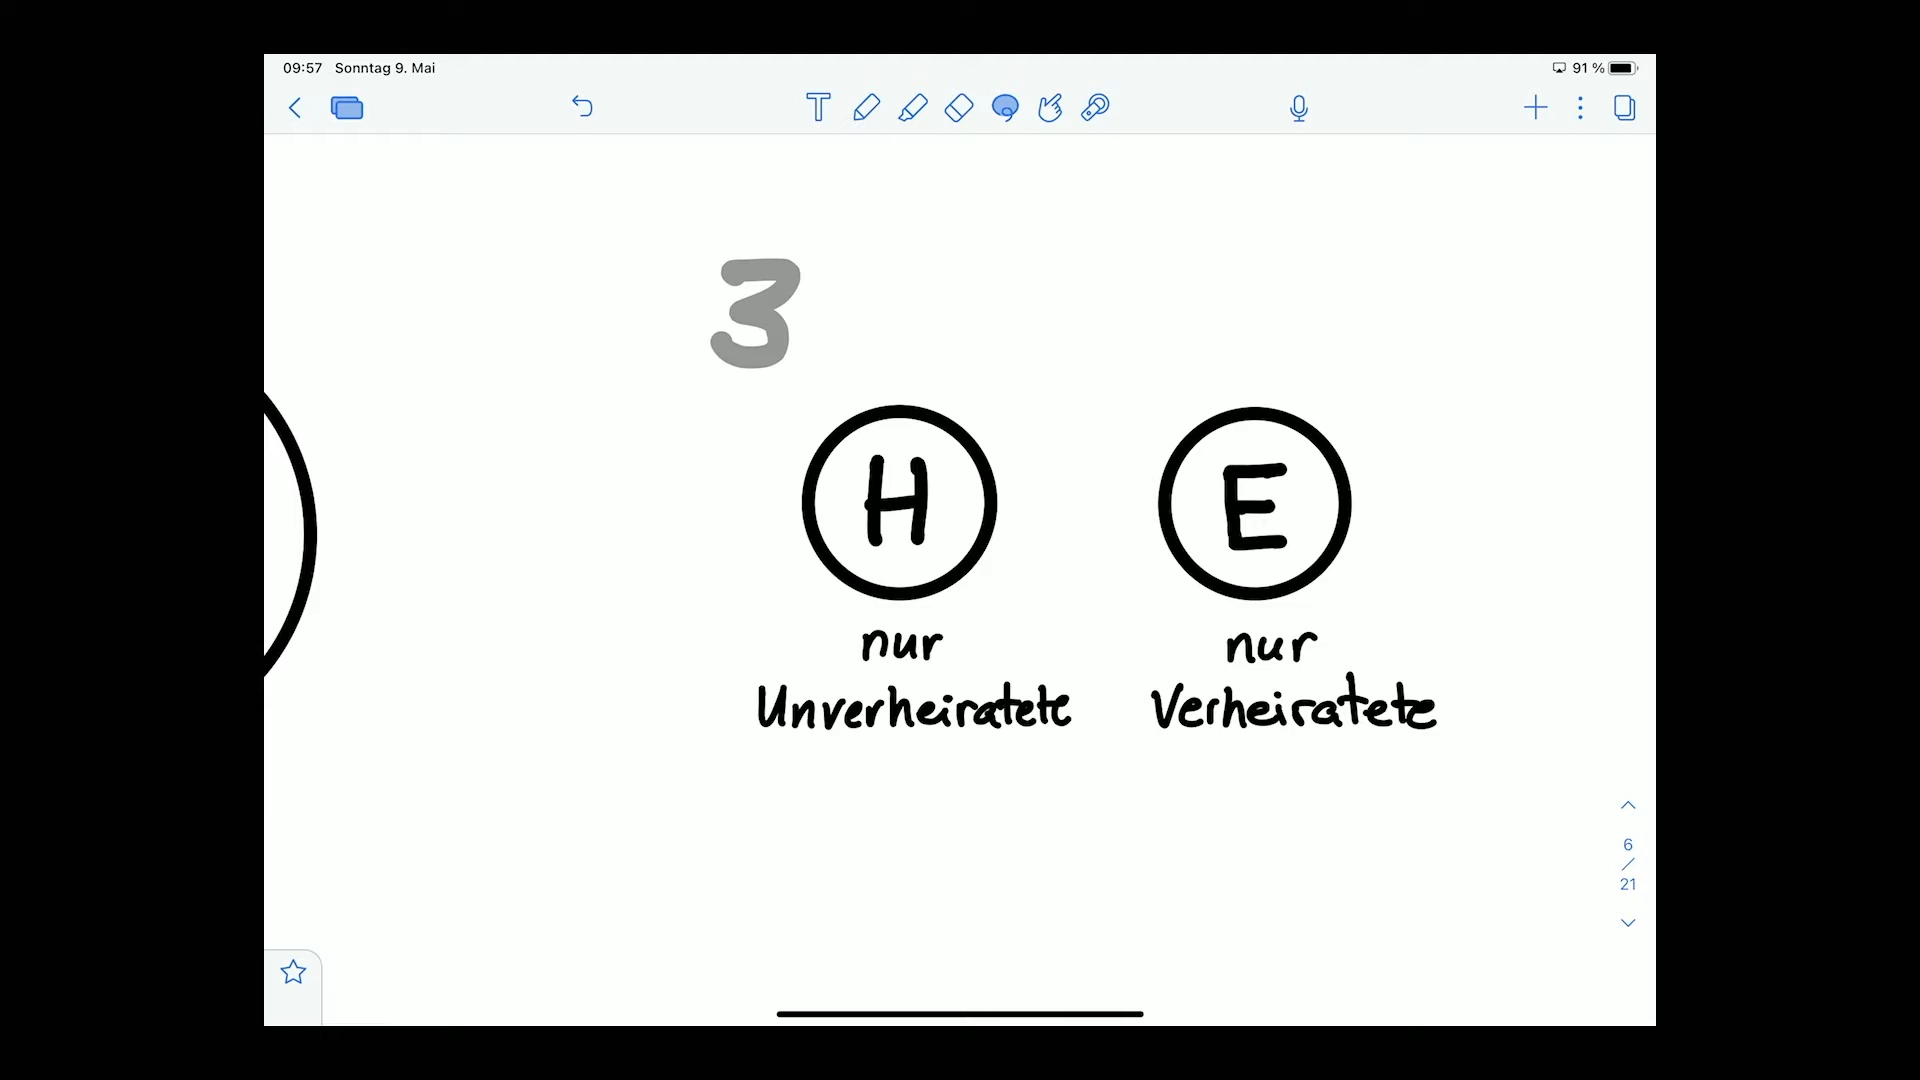 09:57 Sonntag 9. Mai
91 %
3
H E
nur nur
Unverheiratete Verheiratete
6
/
21